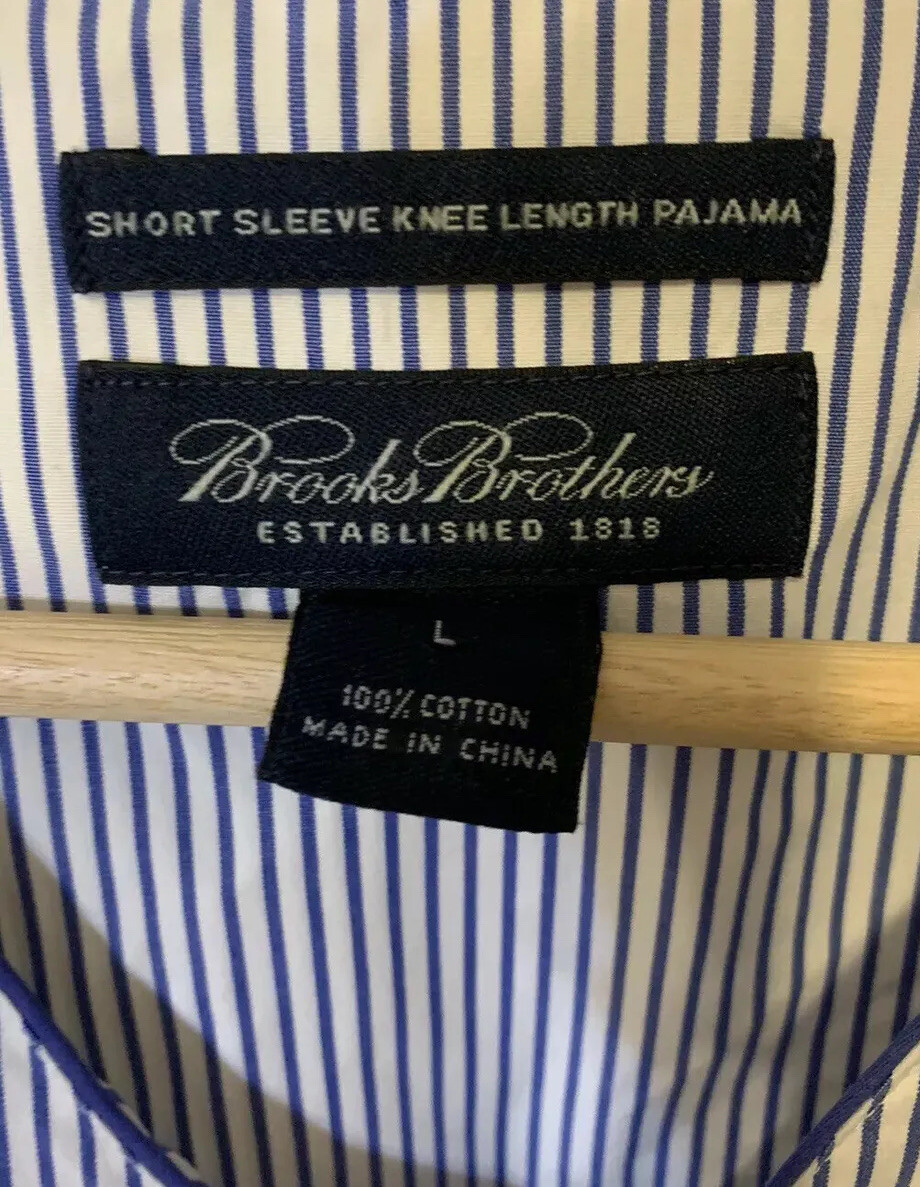 SHORT SLEEVE KNEE LENGTH PAJAMA
Brooks Brothers
ESTABLISHED 1818
L
100% COTTON
MADE IN CHINA